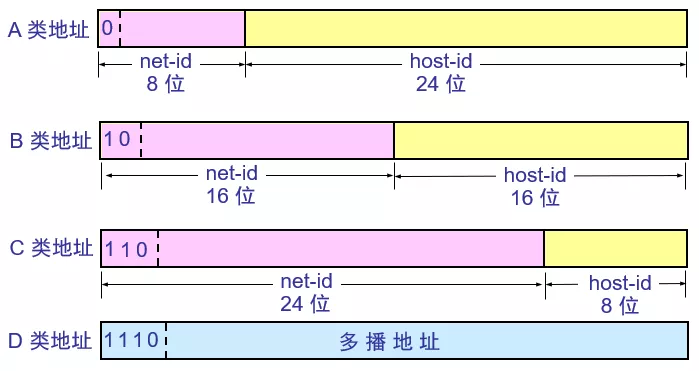 A 类地址 0
net-id host-id
8 位 24 位
B 类地址 1 0
net-id host-id
16 位 16 位
C 类地址 1 1 0
net-id host-id
24 位 8 位
D 类地址 1 1 1 0 多播地址